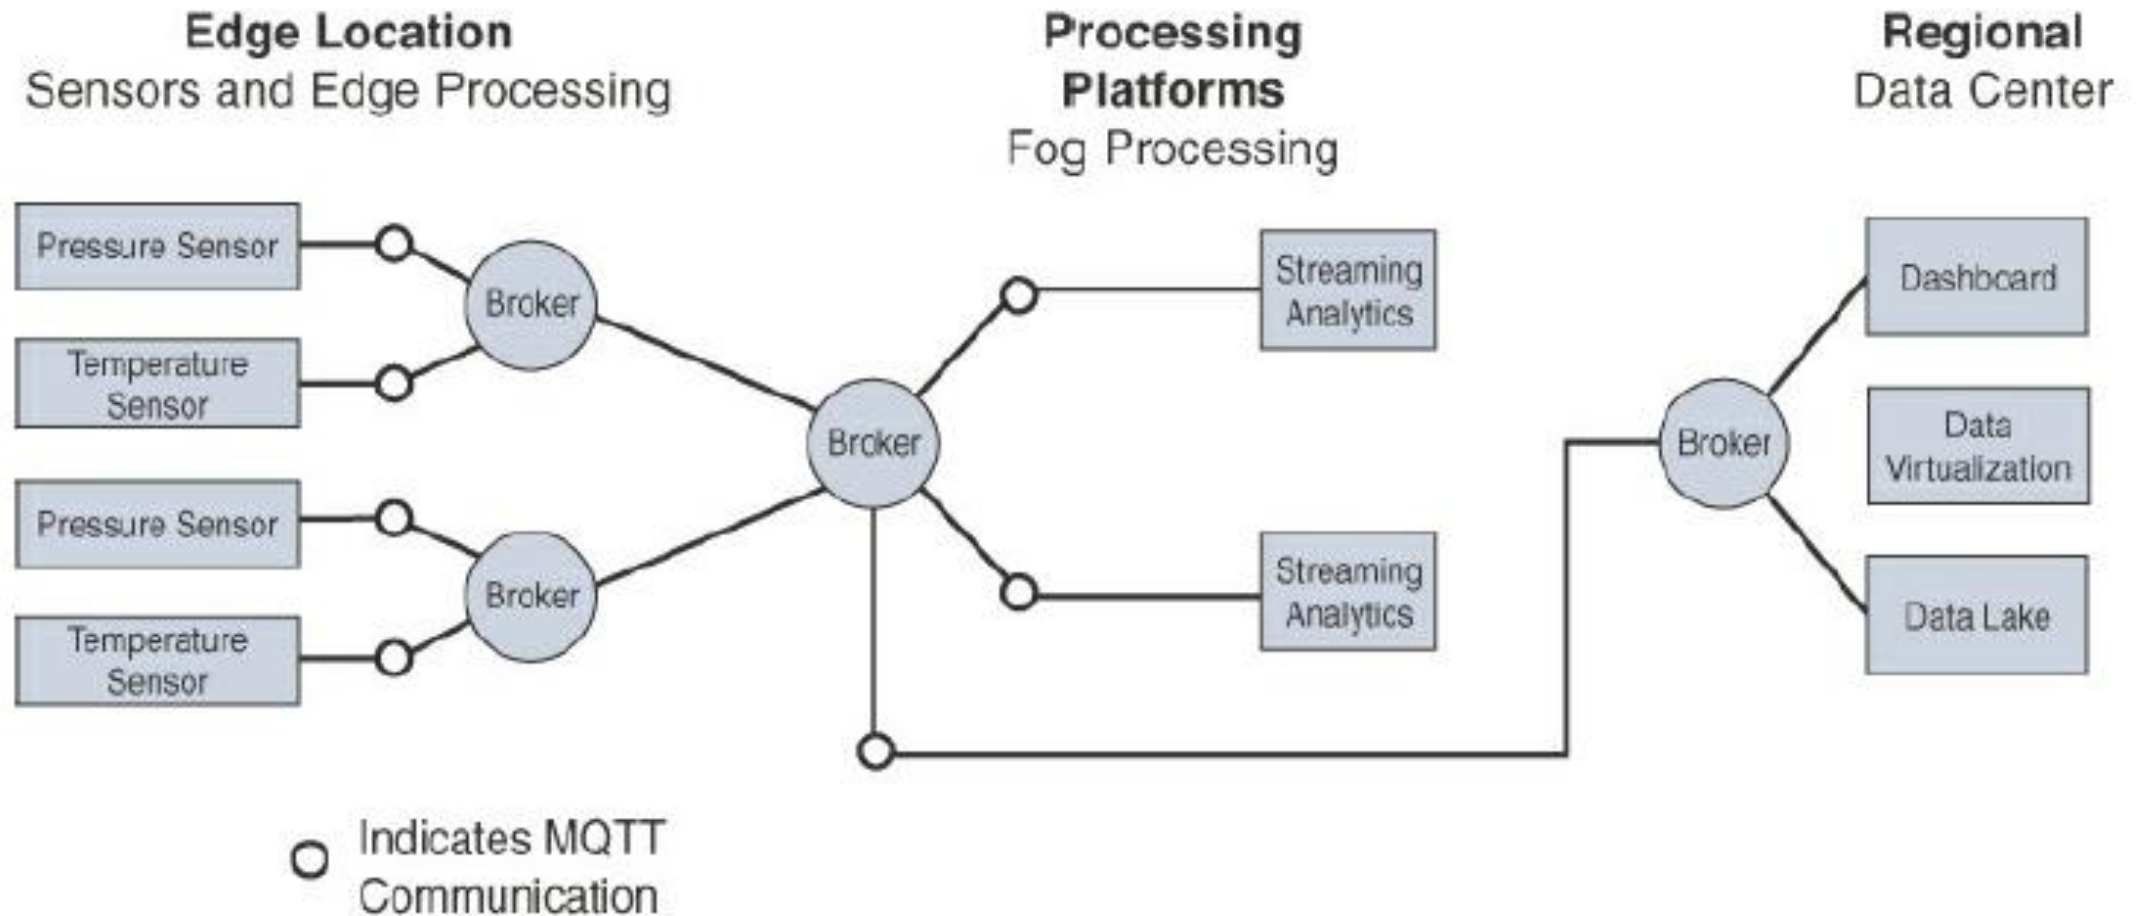 Edge Location
Sensors and Edge Processing
Processing
Platforms
Fog Processing
Regional
Data Center
Pressure Sensor
Temperature
Sensor
Pressure Sensor
Temperature
Sensor
Broker
Broker
Broker
Streaming
Analytics
Streaming
Analytics
Broker
Dashboard
Data
Virtualization
Data Lake
Indicates MQTT
Communication